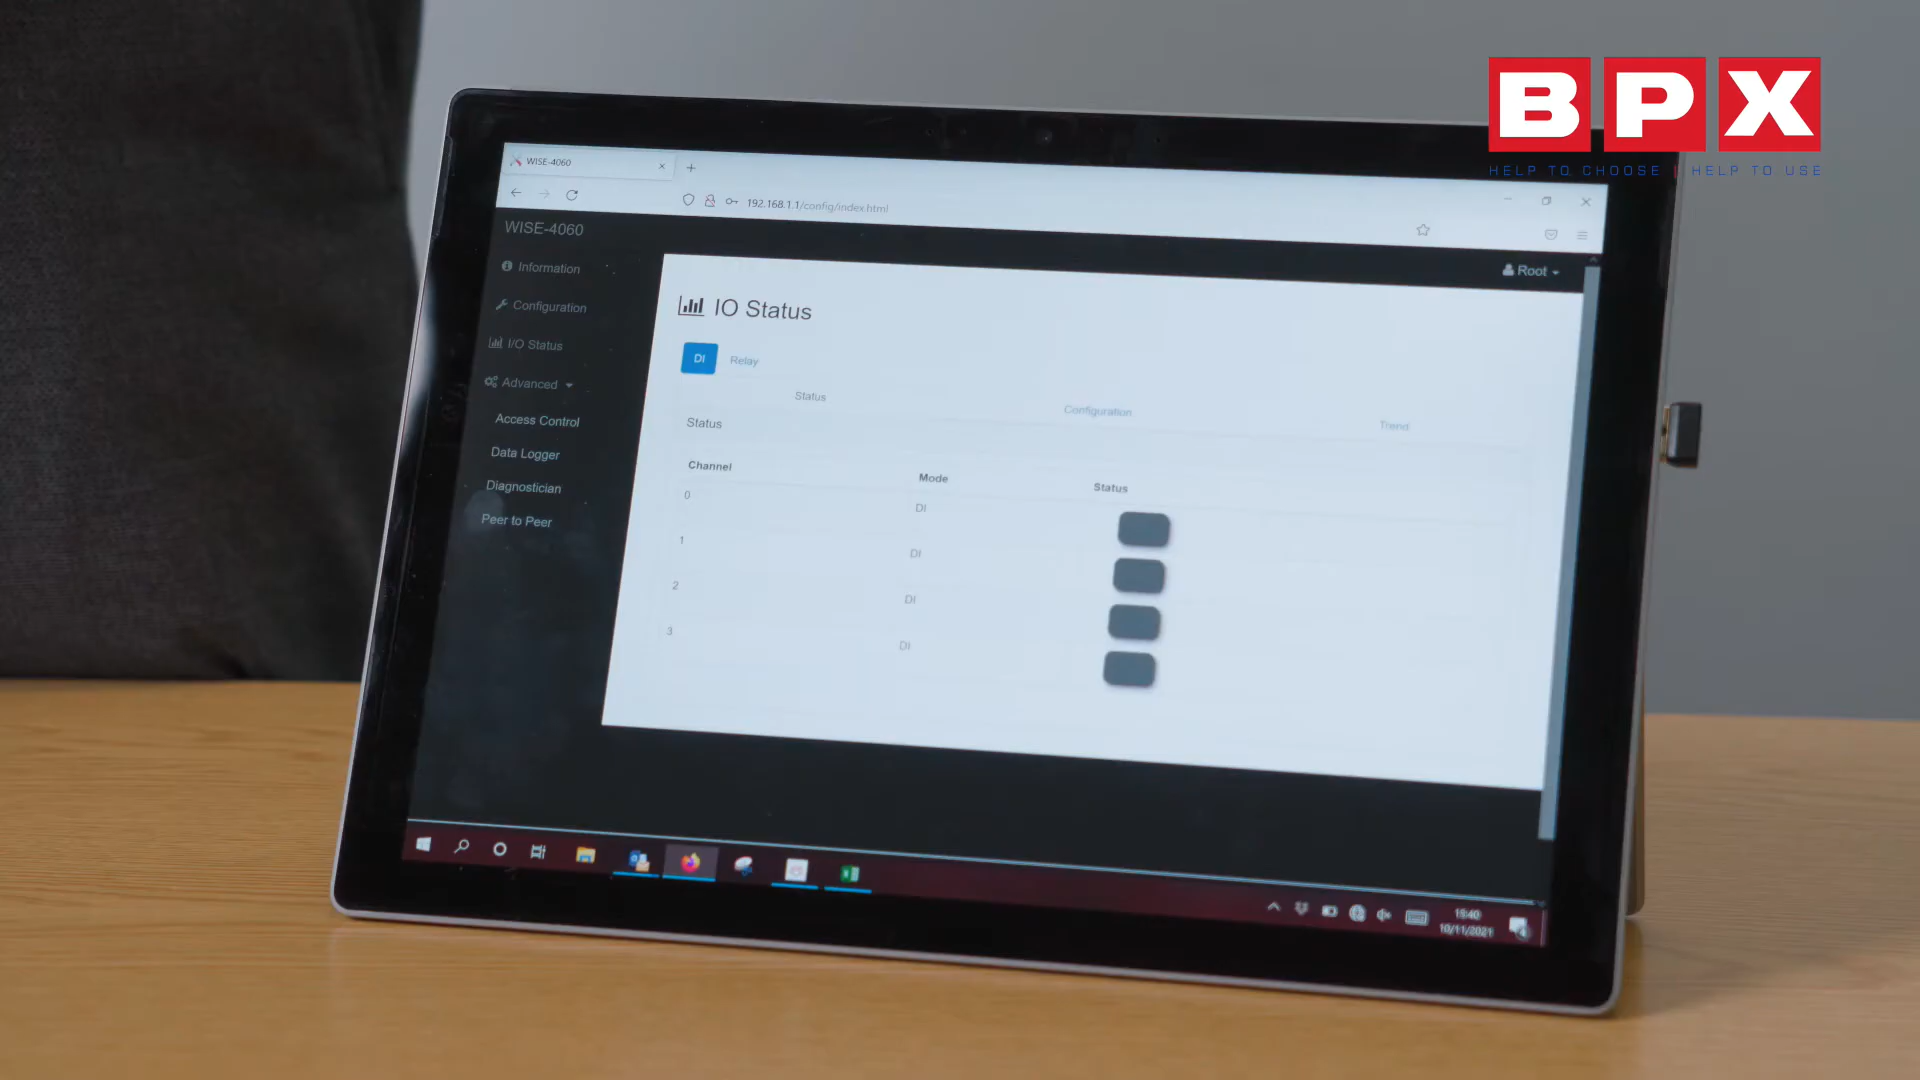 BPX
HELP TO CHOOSE | HELP TO USE
WISE-4060
192.168.1.1/config/index.html
WISE-4060
Root
Information
Configuration
I/O Status
Advanced
Access Control
Data Logger
Diagnostician
Peer to Peer
IO Status
DI Relay
Status Configuration Trend
Status
Channel Mode Status
0 DI
1 DI
2 DI
3 DI
15:40
10/11/2021
4